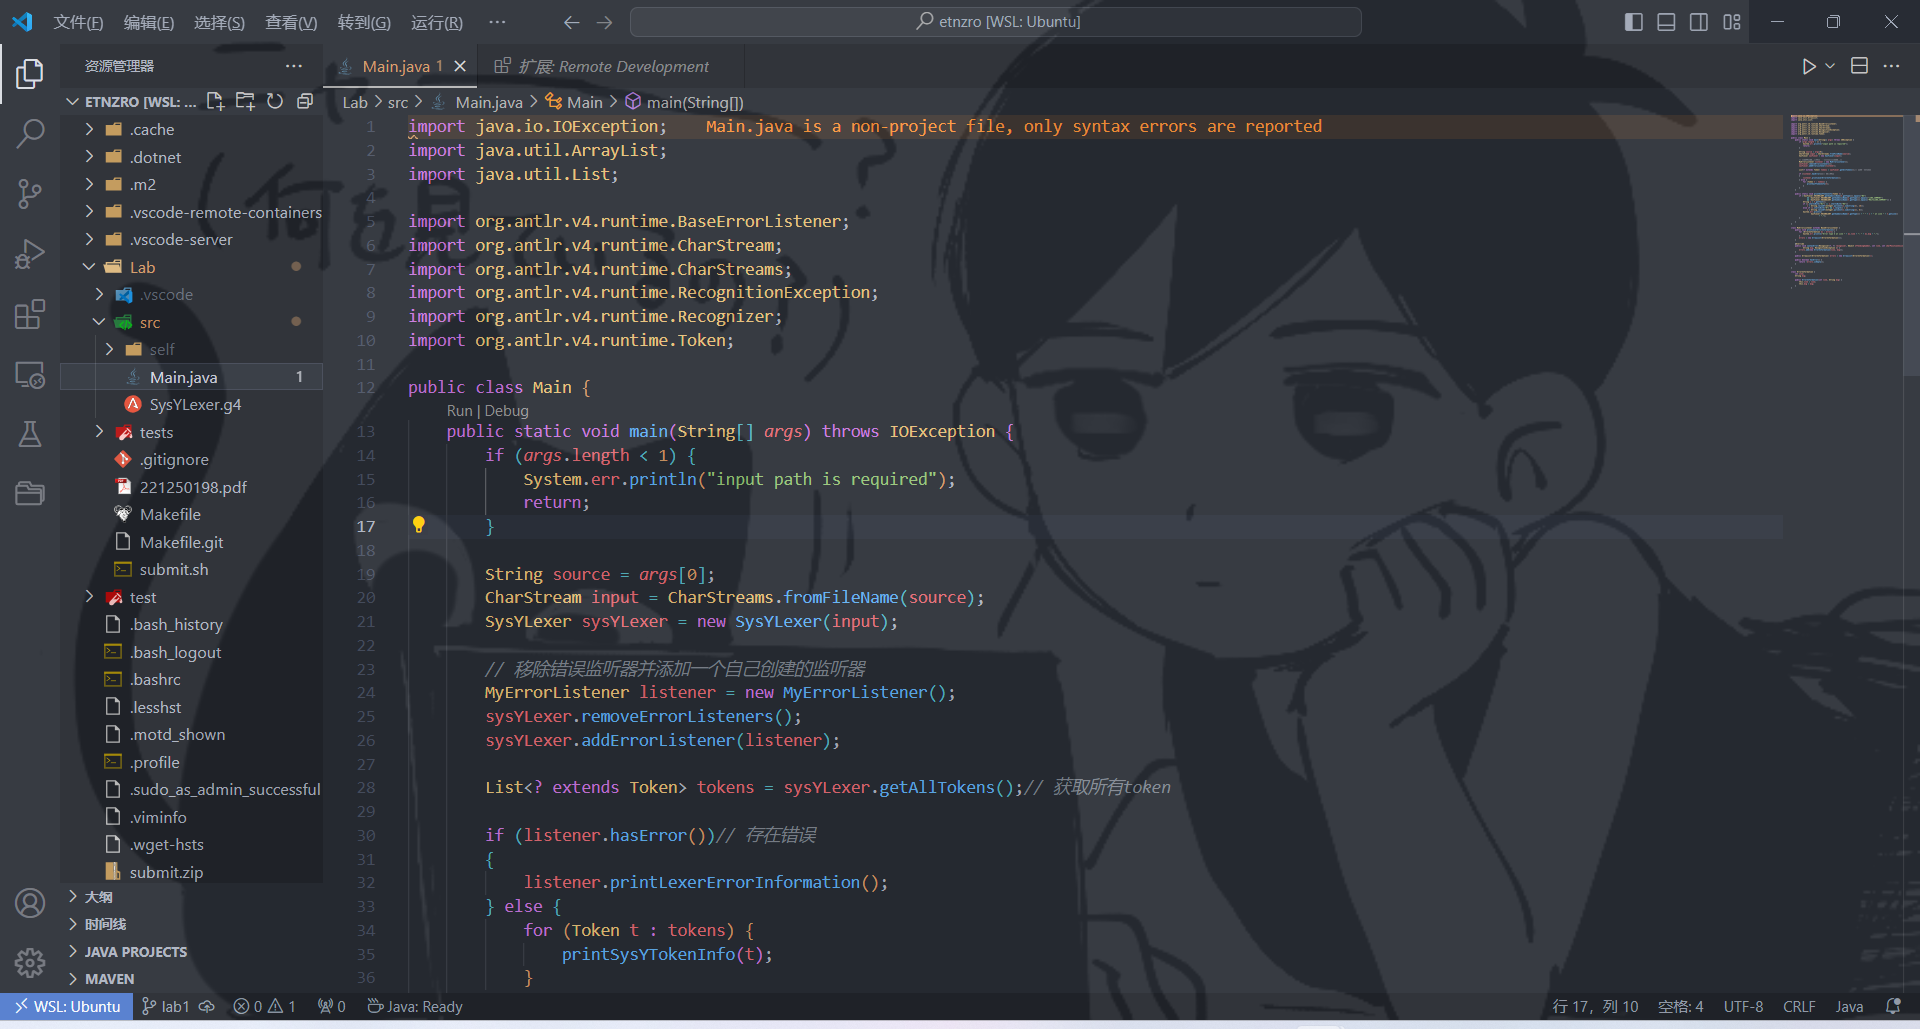 文件(F) 编辑(E) 选择(S) 查看(V) 转到(G) 运行(R) ··· etnzro [WSL: Ubuntu]
资源管理器
Main.java 1
扩展: Remote Development
ETNZRO [WSL: ...
Lab > src > Main.java > Main > main(String[])
.cache
.dotnet
.m2
.vscode-remote-containers
.vscode-server
Lab
.vscode
src
self
Main.java 1
SysYLexer.g4
tests
.gitignore
221250198.pdf
Makefile
Makefile.git
submit.sh
test
.bash_history
.bash_logout
.bashrc
.lesshst
.motd_shown
.profile
.sudo_as_admin_successful
.viminfo
.wget-hsts
submit.zip
大纲
时间线
JAVA PROJECTS
MAVEN
1 import java.io.IOException; Main.java is a non-project file, only syntax errors are reported
2 import java.util.ArrayList;
3 import java.util.List;
4
5 import org.antlr.v4.runtime.BaseErrorListener;
6 import org.antlr.v4.runtime.CharStream;
7 import org.antlr.v4.runtime.CharStreams;
8 import org.antlr.v4.runtime.RecognitionException;
9 import org.antlr.v4.runtime.Recognizer;
10 import org.antlr.v4.runtime.Token;
11
12 public class Main {
Run | Debug
13 public static void main(String[] args) throws IOException {
14 if (args.length < 1) {
15 System.err.println("input path is required");
16 return;
17 }
18
19 String source = args[0];
20 CharStream input = CharStreams.fromFileName(source);
21 SysYLexer sysYLexer = new SysYLexer(input);
22
23 // 移除错误监听器并添加一个自己创建的监听器
24 MyErrorListener listener = new MyErrorListener();
25 sysYLexer.removeErrorListeners();
26 sysYLexer.addErrorListener(listener);
27
28 List<? extends Token> tokens = sysYLexer.getAllTokens();// 获取所有token
29
30 if (listener.hasError())// 存在错误
31 {
32 listener.printLexerErrorInformation();
33 } else {
34 for (Token t : tokens) {
35 printSysYTokenInfo(t);
36 }
WSL: Ubuntu lab1 0 1 0 Java: Ready 行 17，列 10 空格: 4 UTF-8 CRLF Java